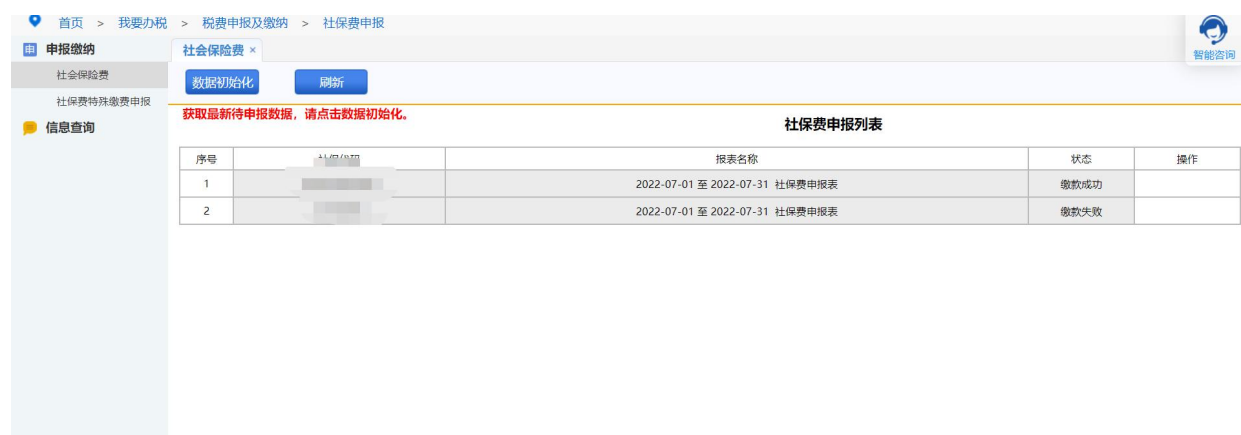 首页 > 我要办税 > 税费申报及缴纳 > 社保费申报
申报缴纳
社会保险费
社保费特殊缴费申报
信息查询
社会保险费 ×
智能咨询
数据初始化 刷新
获取最新待申报数据，请点击数据初始化。
社保费申报列表
序号 报表名称 状态 操作
1 2022-07-01 至 2022-07-31 社保费申报表 缴款成功
2 2022-07-01 至 2022-07-31 社保费申报表 缴款失败